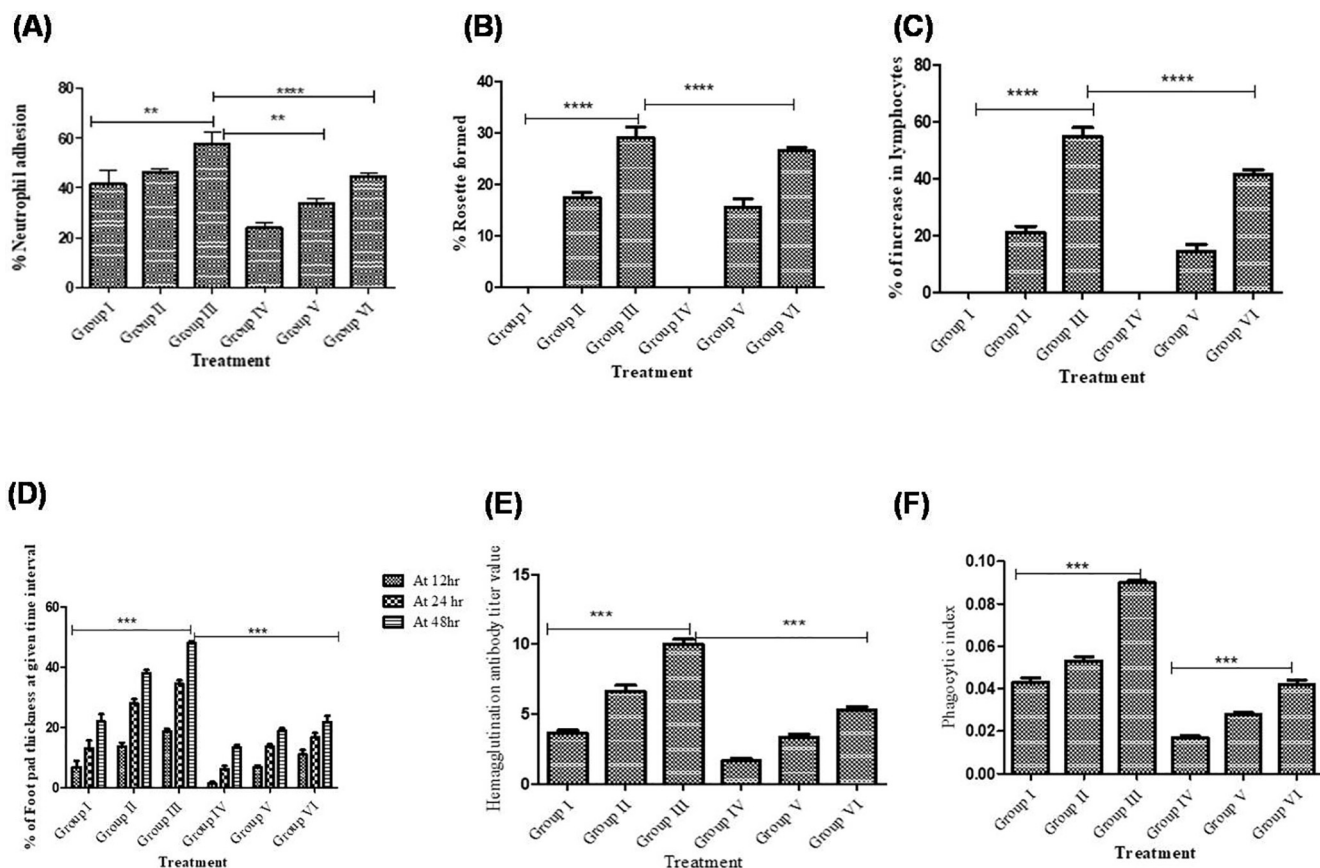 (A)
% Neutrophil adhesion
80
60
40
20
0
**
****
**
Group I
Group II
Group III
Group IV
Group V
Group VI
Treatment
(B)
% Rosette formed
40
30
20
10
0
****
****
Group I
Group II
Group III
Group IV
Group V
Group VI
Treatment
(C)
% of increase in lymphocytes
80
60
40
20
0
****
****
Group I
Group II
Group III
Group IV
Group V
Group VI
Treatment
(D)
% of Foot pad thickness at given time interval
60
40
20
0
***
***
At 12hr
At 24 hr
At 48hr
Group I
Group II
Group III
Group IV
Group V
Group VI
Treatment
(E)
Hemagglutination antibody titer value
15
10
5
0
***
***
Group I
Group II
Group III
Group IV
Group V
Group VI
Treatment
(F)
Phagocytic index
0.10
0.08
0.06
0.04
0.02
0.00
***
***
Group I
Group II
Group III
Group IV
Group V
Group VI
Treatment